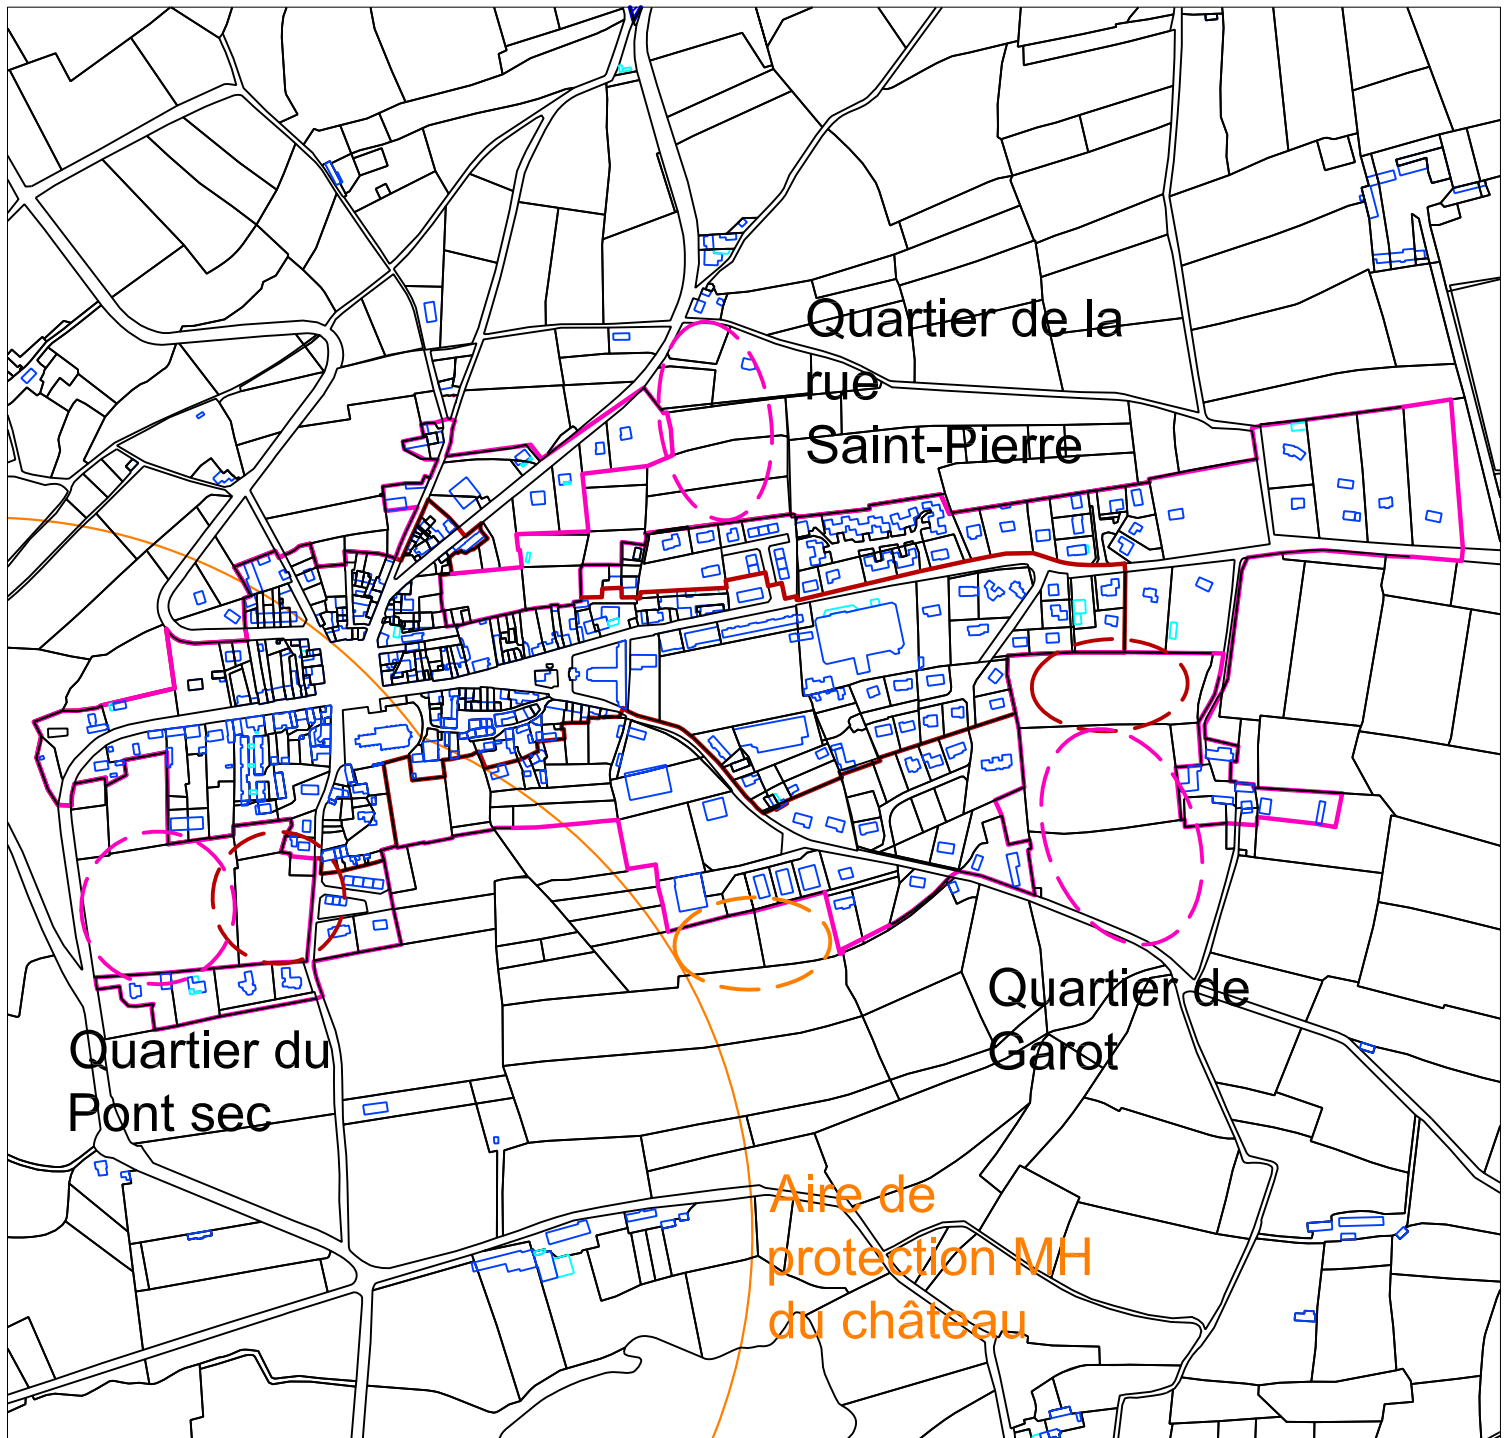 Quartier de la
rue
Saint-Pierre
Quartier de
Garot
Quartier du
Pont sec
Aire de
protection MH
du château